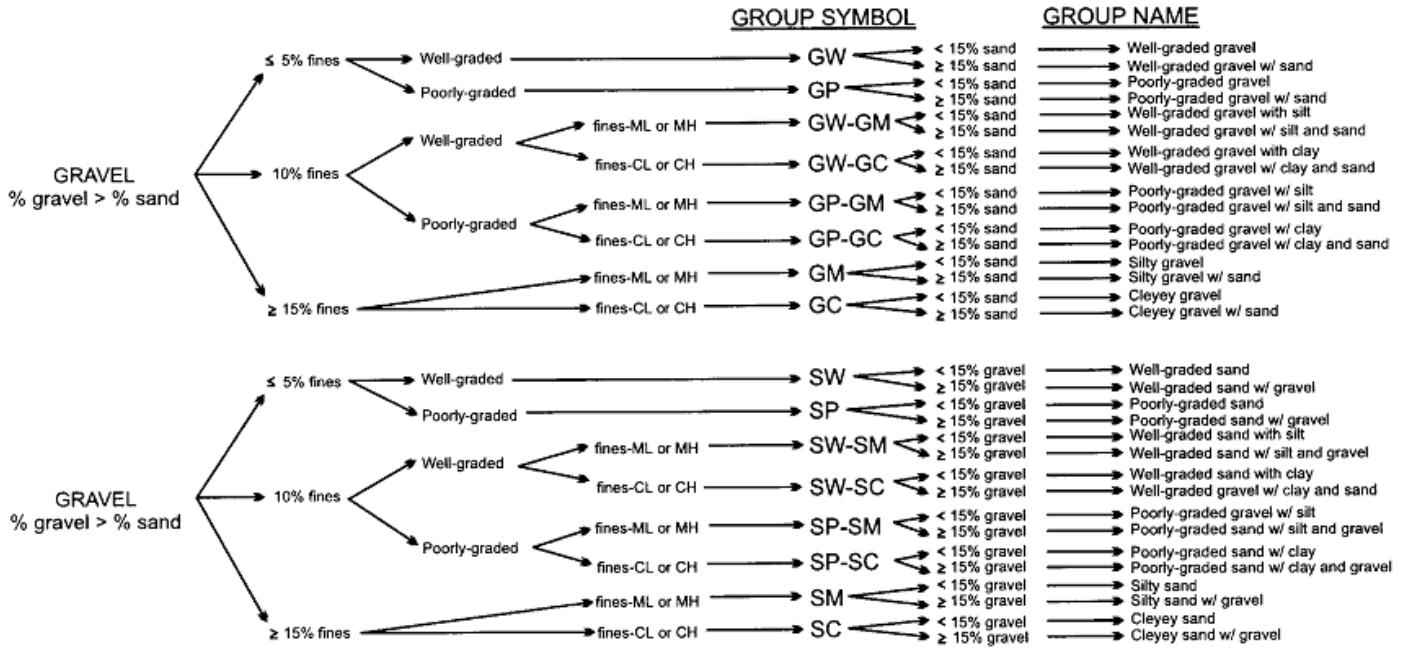 GROUP SYMBOL GROUP NAME
≤ 5% fines Well-graded GW < 15% sand Well-graded gravel
≥ 15% sand Well-graded gravel w/ sand
Poorly-graded GP < 15% sand Poorly-graded gravel
≥ 15% sand Poorly-graded gravel w/ sand
GRAVEL
% gravel > % sand
10% fines Well-graded fines-ML or MH GW-GM < 15% sand Well-graded gravel with silt
≥ 15% sand Well-graded gravel w/ silt and sand
fines-CL or CH GW-GC < 15% sand Well-graded gravel with clay
≥ 15% sand Well-graded gravel w/ clay and sand
Poorly-graded fines-ML or MH GP-GM < 15% sand Poorly-graded gravel w/ silt
≥ 15% sand Poorly-graded gravel w/ silt and sand
fines-CL or CH GP-GC < 15% sand Poorly-graded gravel w/ clay
≥ 15% sand Poorly-graded gravel w/ clay and sand
≥ 15% fines fines-ML or MH GM < 15% sand Silty gravel
≥ 15% sand Silty gravel w/ sand
fines-CL or CH GC < 15% sand Cleyey gravel
≥ 15% sand Cleyey gravel w/ sand
≤ 5% fines Well-graded SW < 15% gravel Well-graded sand
≥ 15% gravel Well-graded sand w/ gravel
Poorly-graded SP < 15% gravel Poorly-graded sand
≥ 15% gravel Poorly-graded sand w/ gravel
GRAVEL
% gravel > % sand
10% fines Well-graded fines-ML or MH SW-SM < 15% gravel Well-graded sand with silt
≥ 15% gravel Well-graded sand w/ silt and gravel
fines-CL or CH SW-SC < 15% gravel Well-graded sand with clay
≥ 15% gravel Well-graded gravel w/ clay and sand
Poorly-graded fines-ML or MH SP-SM < 15% gravel Poorly-graded gravel w/ silt
≥ 15% gravel Poorly-graded sand w/ silt and gravel
fines-CL or CH SP-SC < 15% gravel Poorly-graded sand w/ clay
≥ 15% gravel Poorly-graded sand w/ clay and gravel
≥ 15% fines fines-ML or MH SM < 15% gravel Silty sand
≥ 15% gravel Silty sand w/ gravel
fines-CL or CH SC < 15% gravel Cleyey sand
≥ 15% gravel Cleyey sand w/ gravel